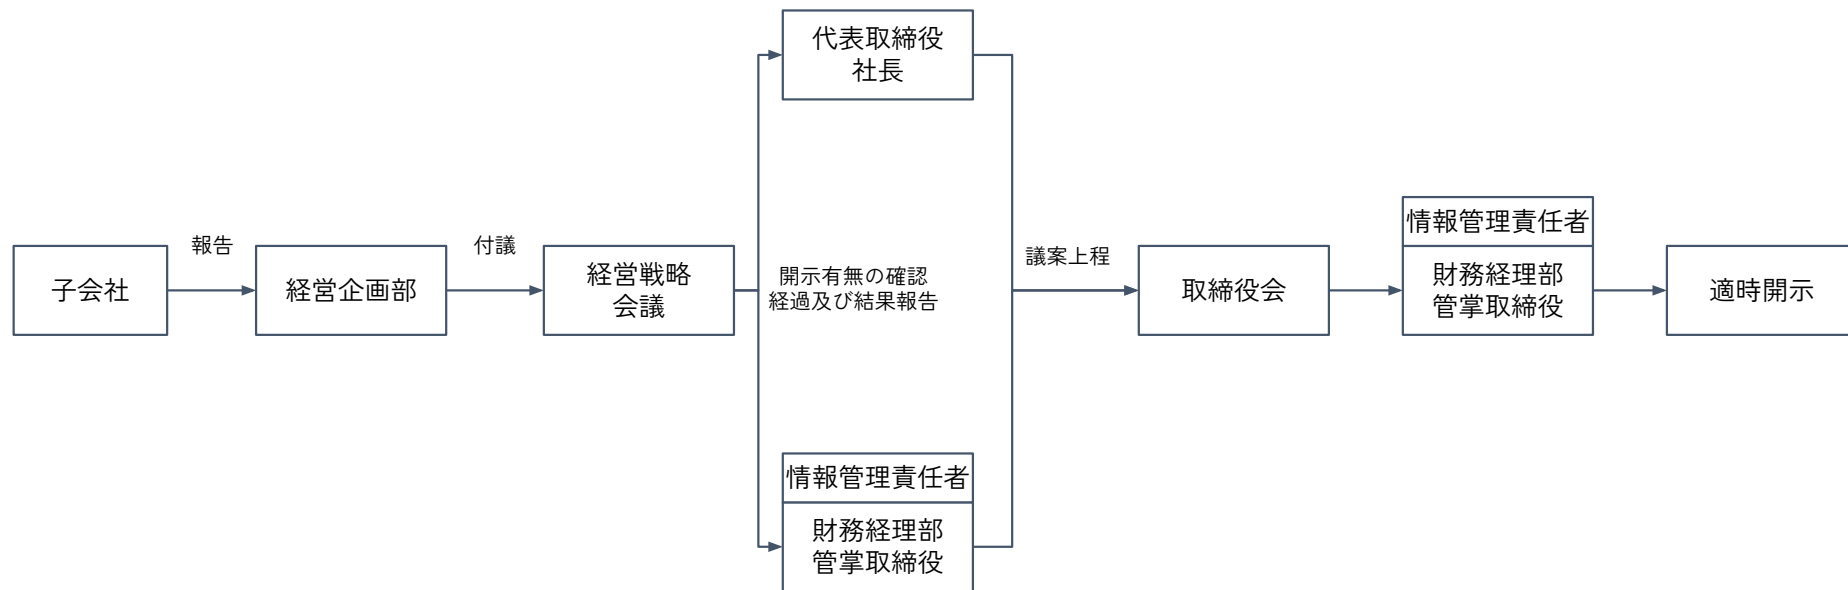 代表取締役
社長
子会社
報告
経営企画部
付議
経営戦略
会議
開示有無の確認
経過及び結果報告
情報管理責任者
財務経理部
管掌取締役
議案上程
取締役会
情報管理責任者
財務経理部
管掌取締役
適時開示